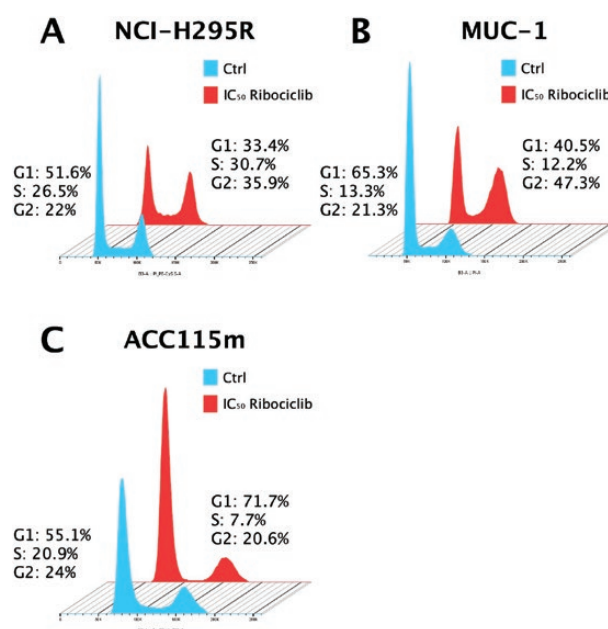 A NCI-H295R
Ctrl
IC₅₀ Ribociclib
G1: 51.6%
S: 26.5%
G2: 22%
G1: 33.4%
S: 30.7%
G2: 35.9%
B MUC-1
Ctrl
IC₅₀ Ribociclib
G1: 65.3%
S: 13.3%
G2: 21.3%
G1: 40.5%
S: 12.2%
G2: 47.3%
C ACC115m
Ctrl
IC₅₀ Ribociclib
G1: 55.1%
S: 20.9%
G2: 24%
G1: 71.7%
S: 7.7%
G2: 20.6%